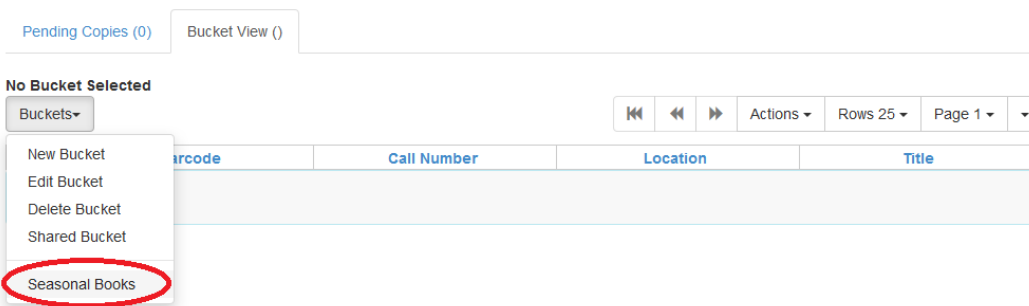 Pending Copies (0) Bucket View ()
No Bucket Selected
Buckets Actions Rows 25 Page 1
arcode Call Number Location Title
New Bucket
Edit Bucket
Delete Bucket
Shared Bucket
Seasonal Books